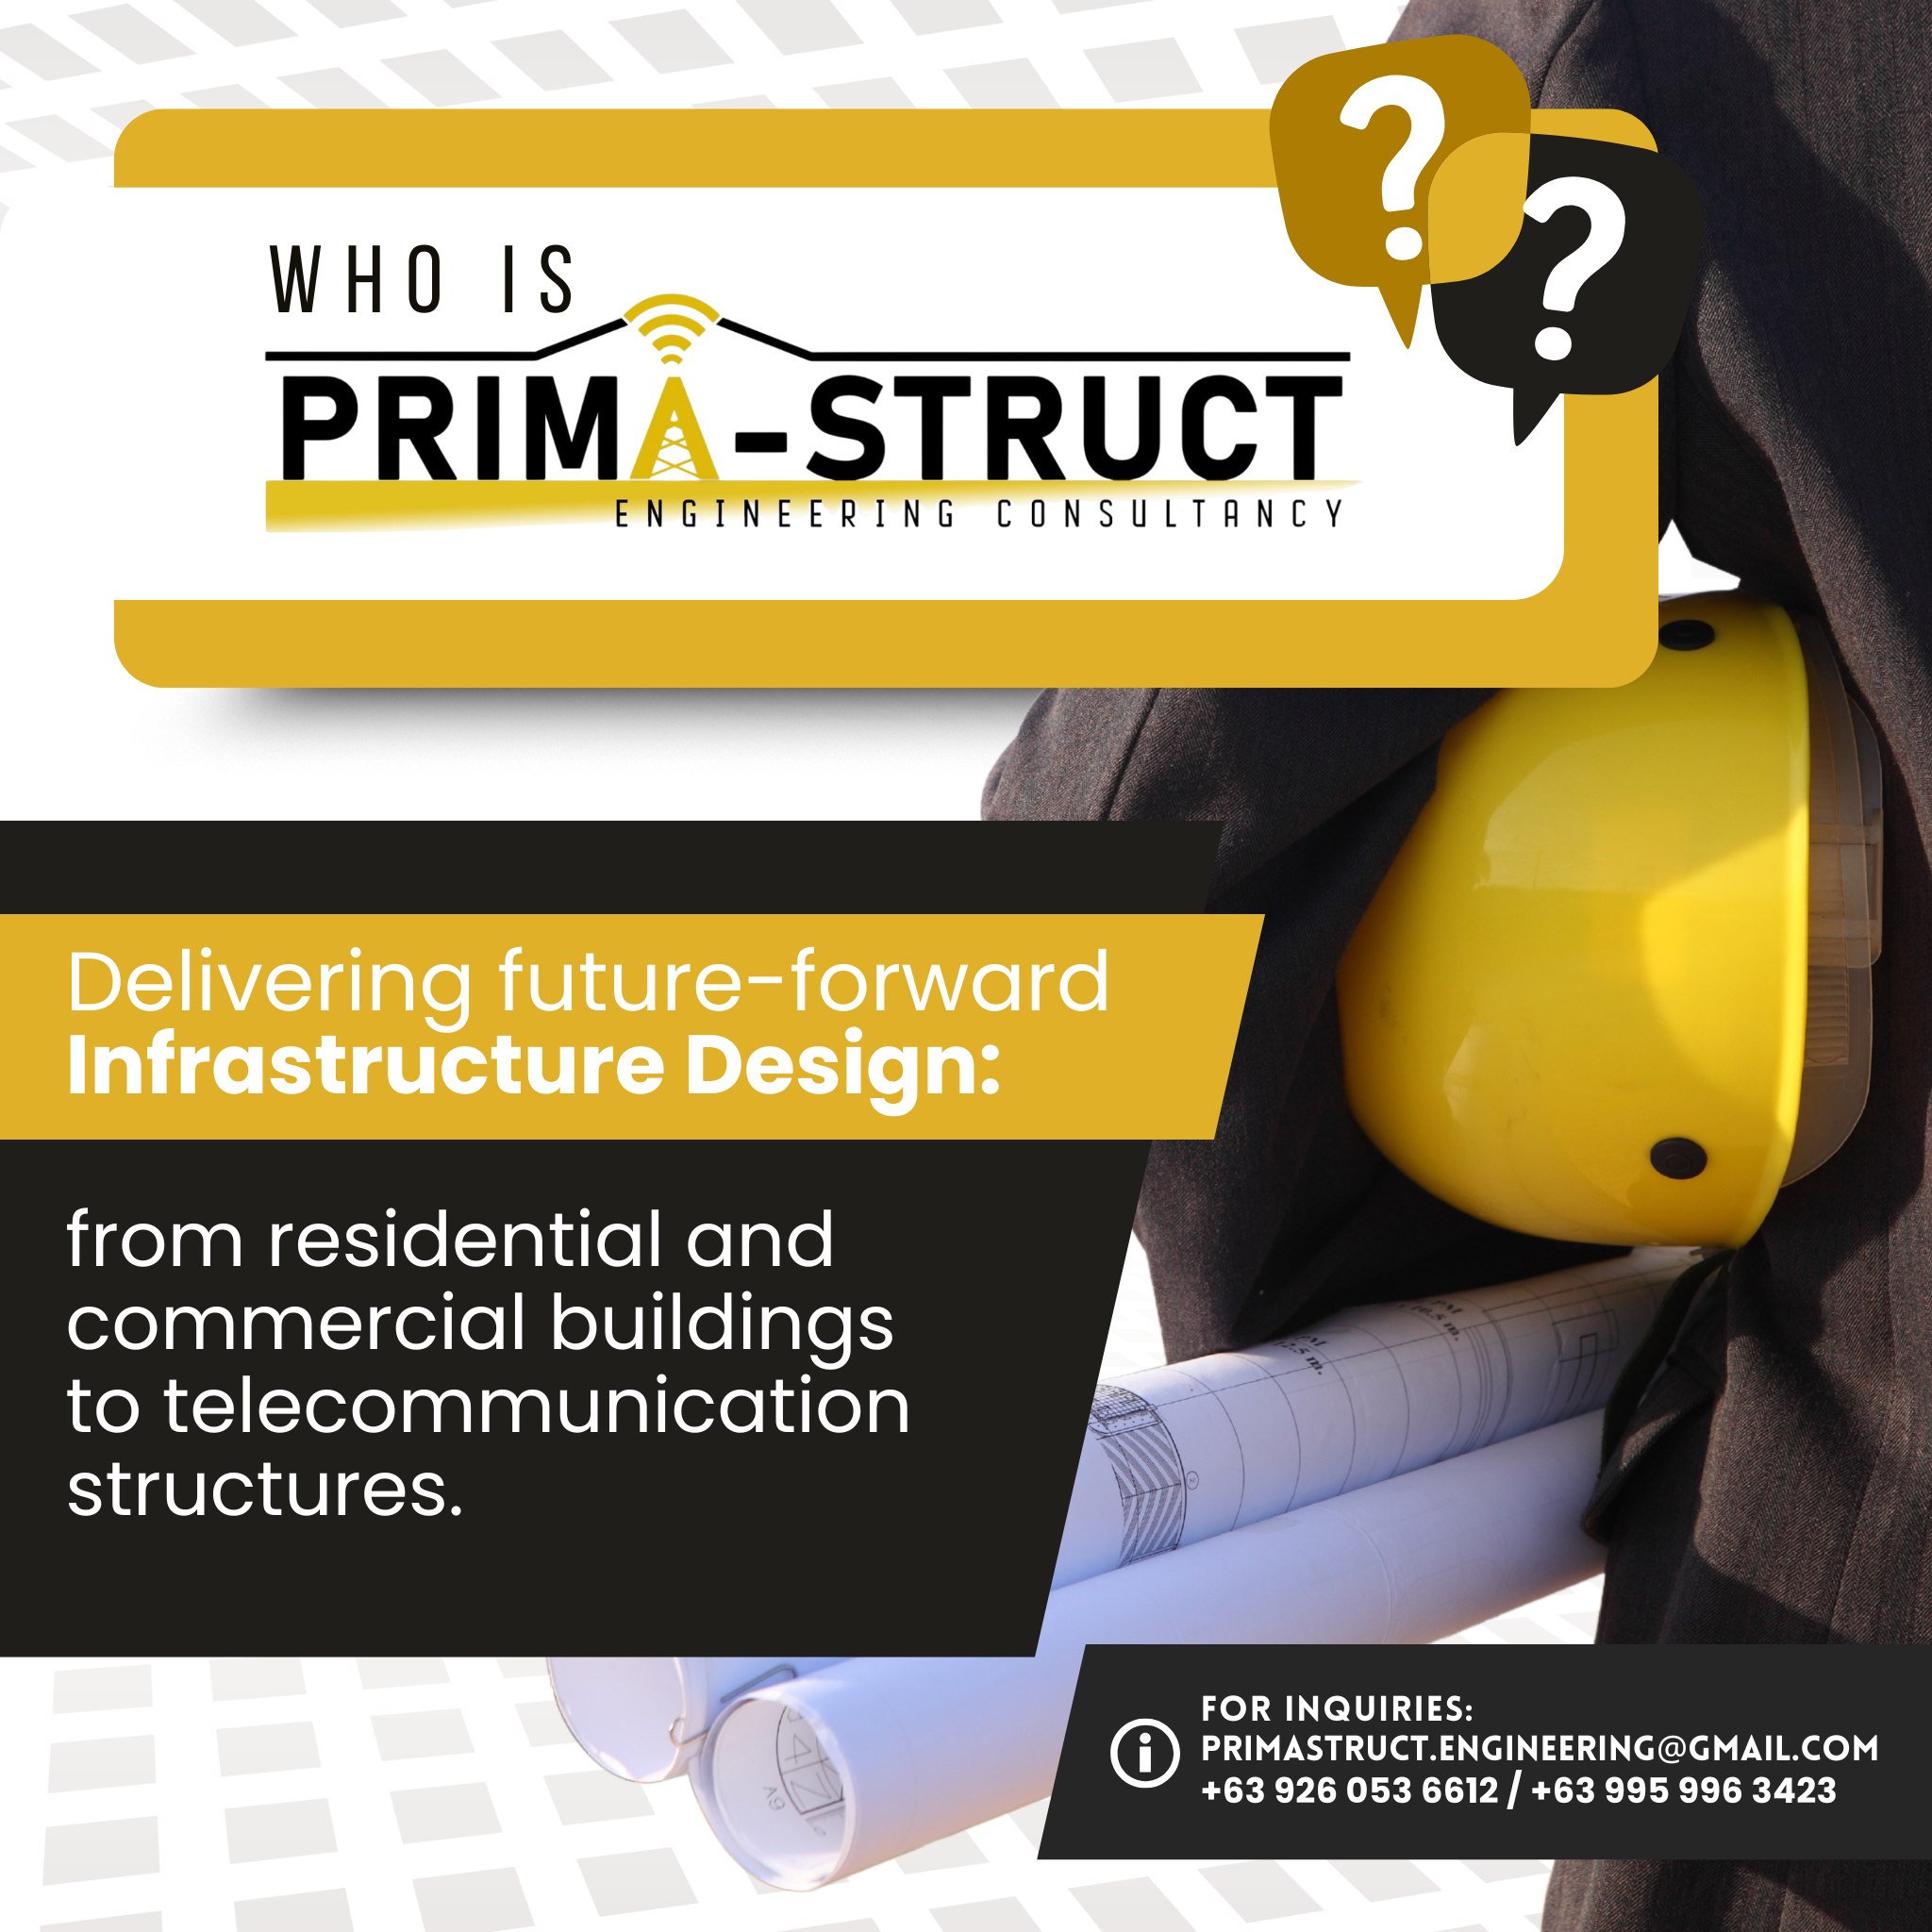 ? ?
WHO IS
PRIMA-STRUCT
ENGINEERING CONSULTANCY
Delivering future-forward
Infrastructure Design:
from residential and
commercial buildings
to telecommunication
structures.
FOR INQUIRIES:
PRIMASTRUCT.ENGINEERING@GMAIL.COM
+63 926 053 6612 / +63 995 996 3423